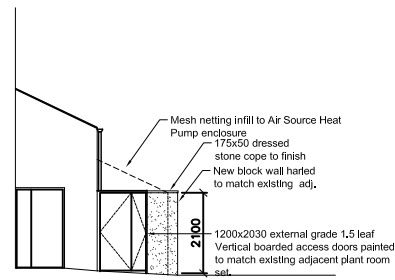 Mesh netting infill to Air Source Heat
Pump enclosure
175x50 dressed
stone cope to finish
New block wall harled
to match existing adj.
2100
1200x2030 external grade 1.5 leaf
Vertical boarded access doors painted
to match existing adjacent plant room
set.